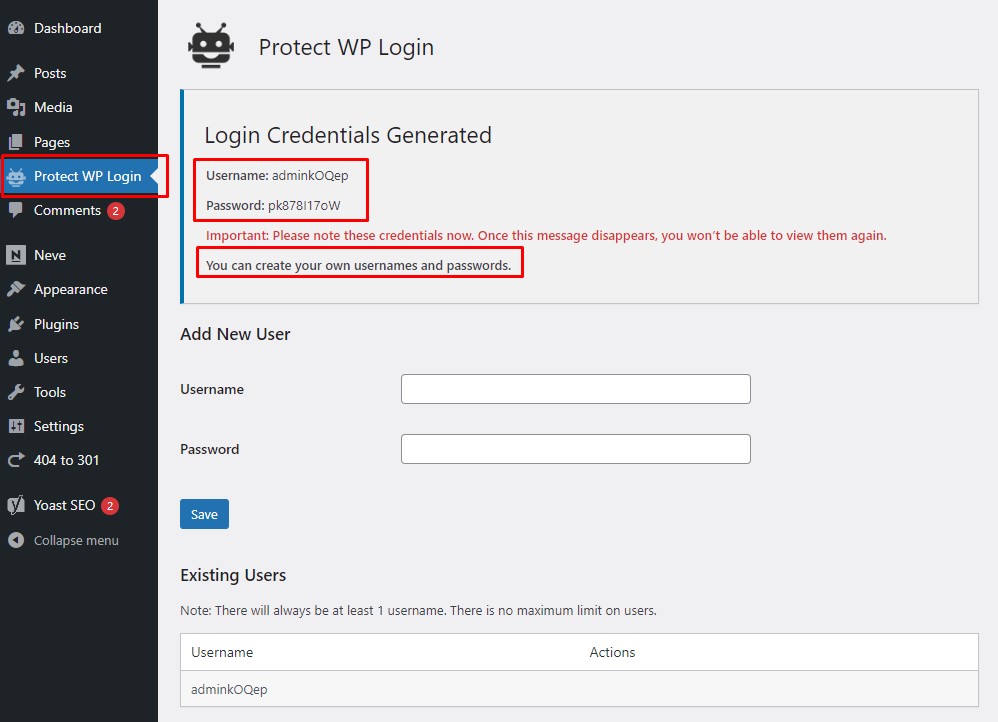 Dashboard
Posts
Media
Pages
Protect WP Login
Comments 2
Neve
Appearance
Plugins
Users
Tools
Settings
404 to 301
Yoast SEO 2
Collapse menu
Protect WP Login
Login Credentials Generated
Username: adminkOQep
Password: pk878I17oW
Important: Please note these credentials now. Once this message disappears, you won’t be able to view them again.
You can create your own usernames and passwords.
Add New User
Username
Password
Save
Existing Users
Note: There will always be at least 1 username. There is no maximum limit on users.
Username Actions
adminkOQep